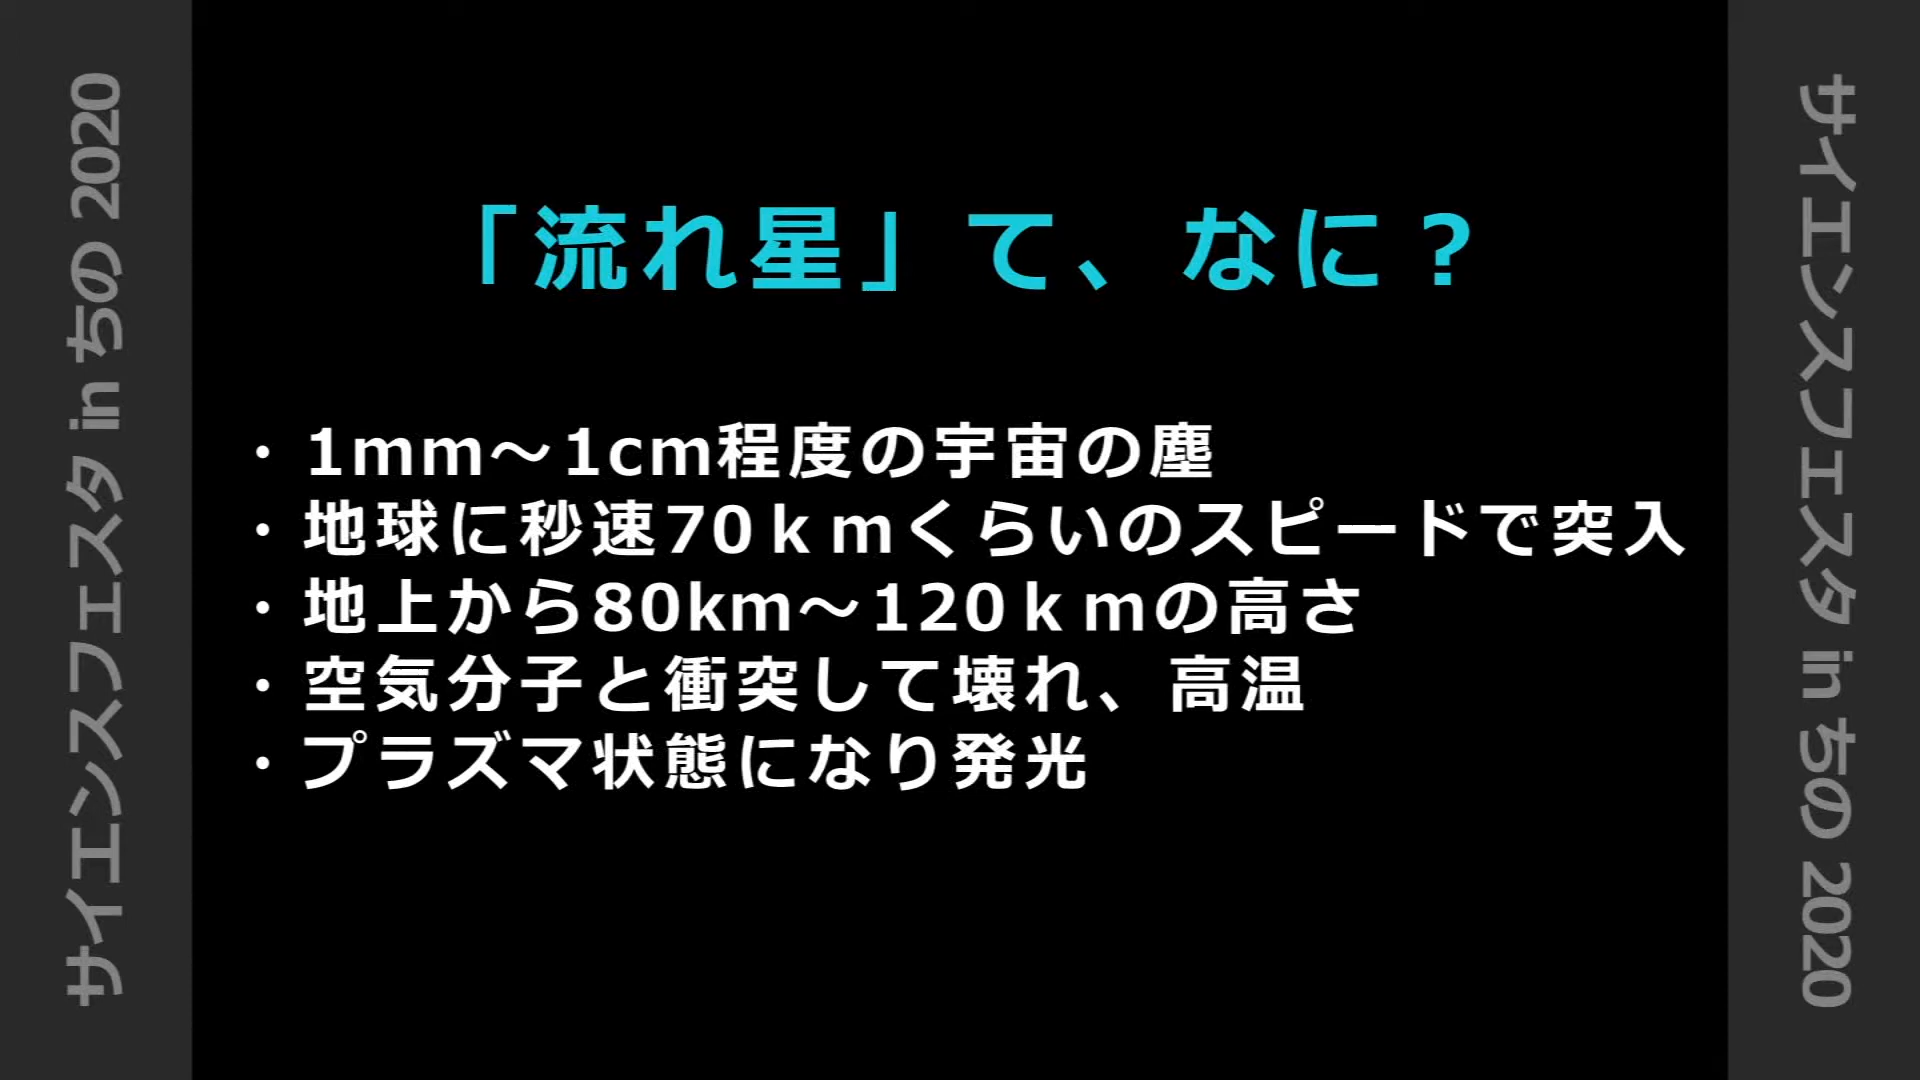 サイエンスフェスタ in ちの 2020
「流れ星」て、なに？
・1mm～1cm程度の宇宙の塵
・地球に秒速70ｋｍくらいのスピードで突入
・地上から80km～120ｋｍの高さ
・空気分子と衝突して壊れ、高温
・プラズマ状態になり発光
サイエンスフェスタ in ちの 2020